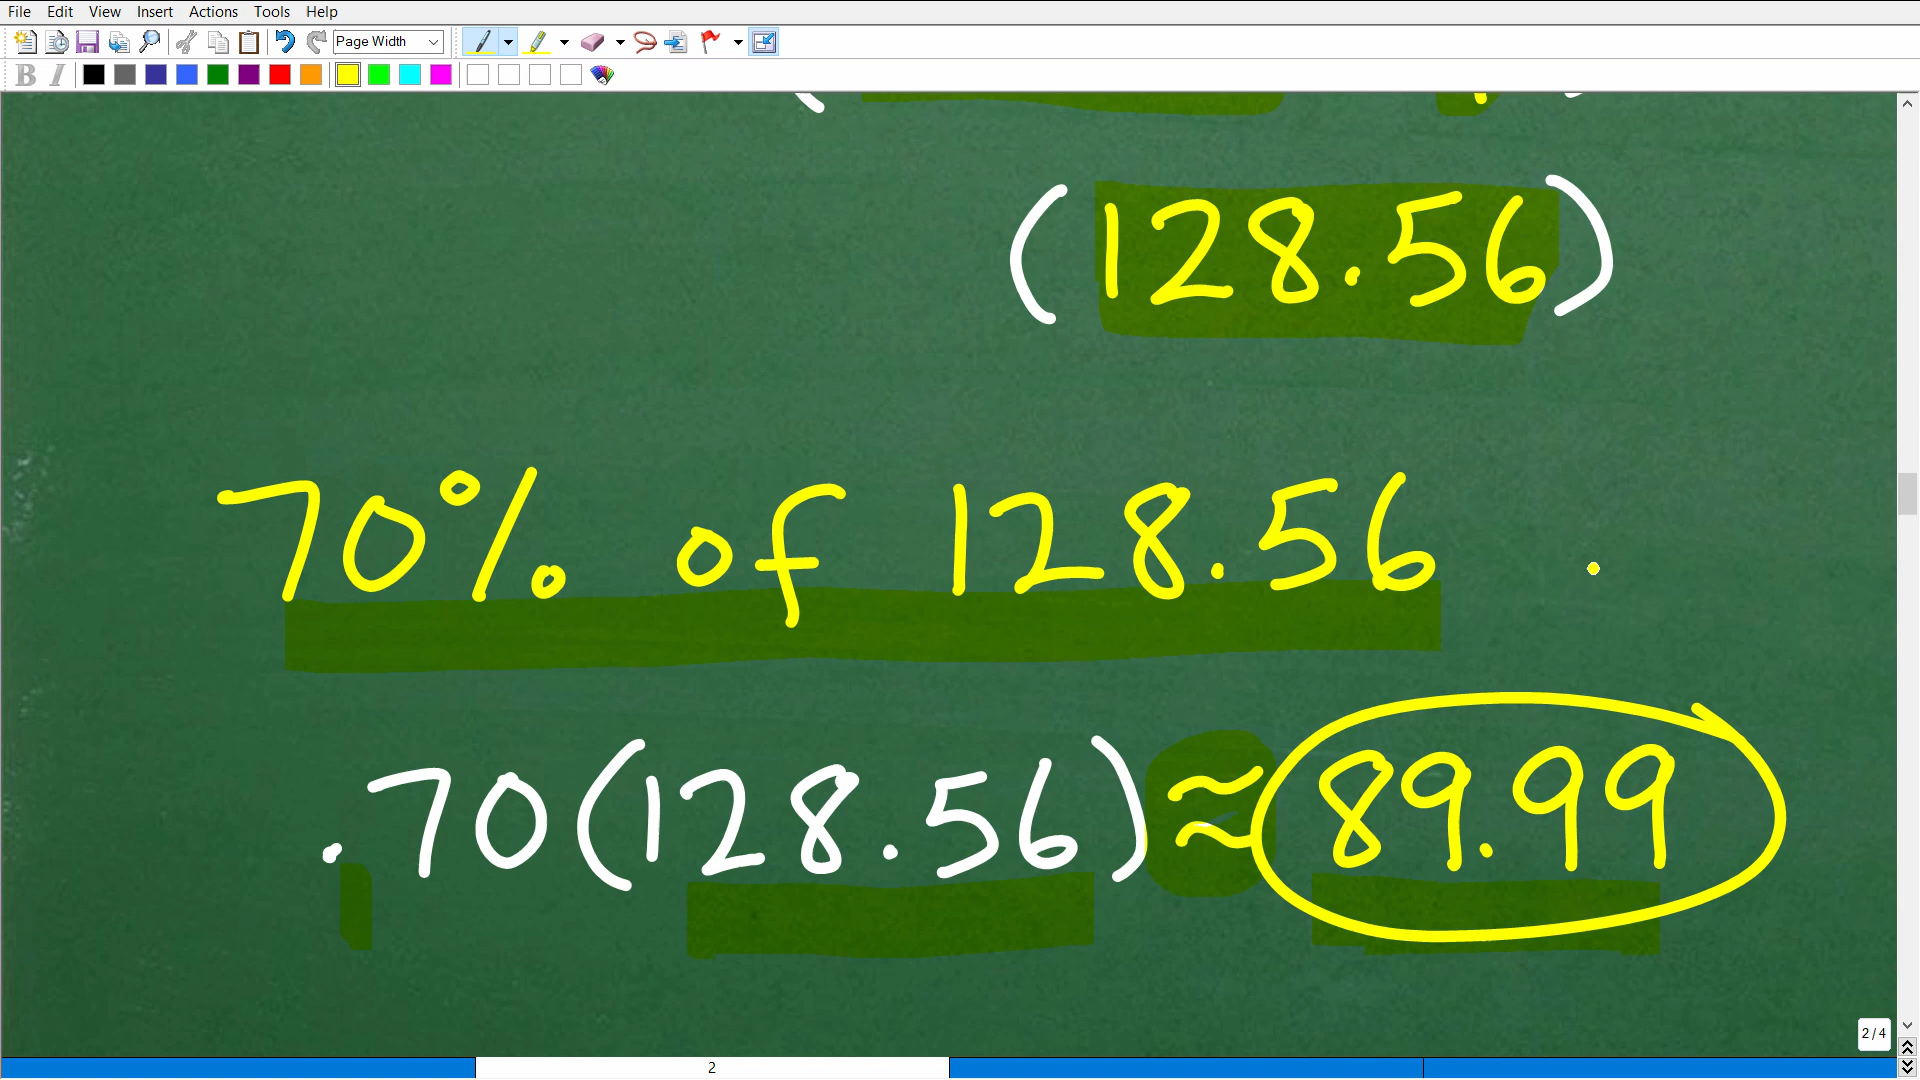 File Edit View Insert Actions Tools Help
Page Width
B I
(128.56)
70% of 128.56
.70(128.56)≈89.99
2 / 4
2